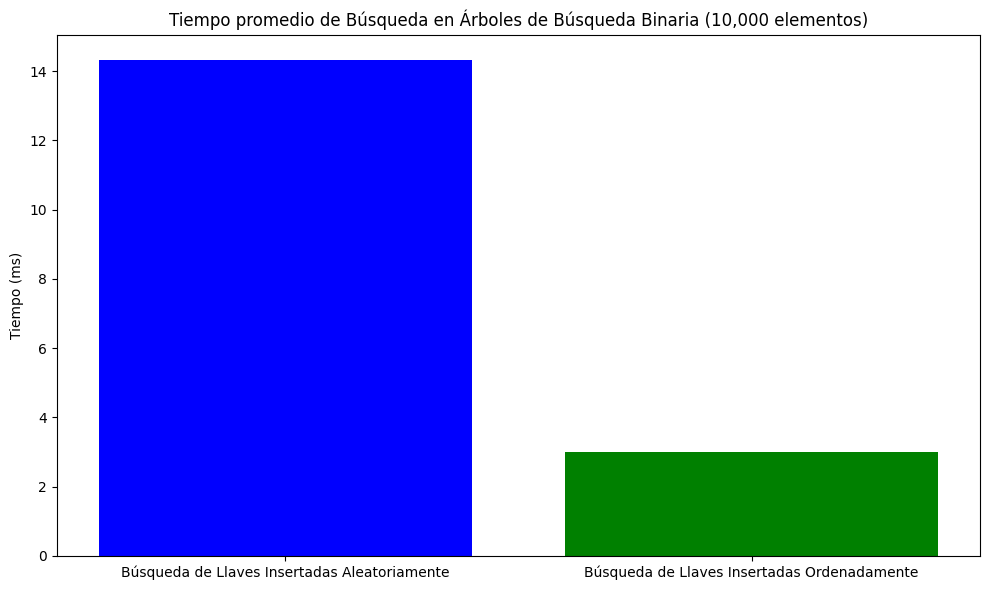 Tiempo promedio de Búsqueda en Árboles de Búsqueda Binaria (10,000 elementos)
Tiempo (ms)
14
12
10
8
6
4
2
0
Búsqueda de Llaves Insertadas Aleatoriamente
Búsqueda de Llaves Insertadas Ordenadamente